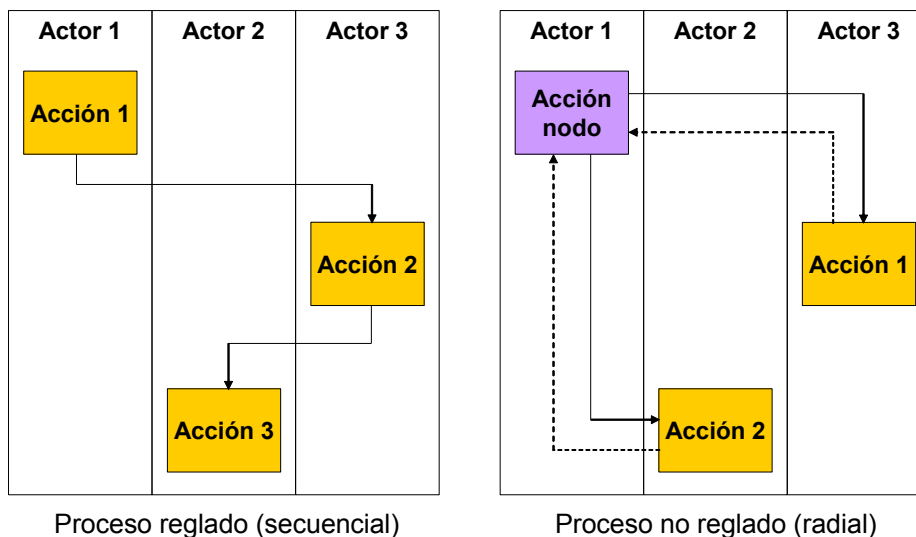 Actor 1
Actor 2
Actor 3
Acción 1
Acción 2
Acción 3
Proceso reglado (secuencial)
Actor 1
Actor 2
Actor 3
Acción
nodo
Acción 1
Acción 2
Proceso no reglado (radial)